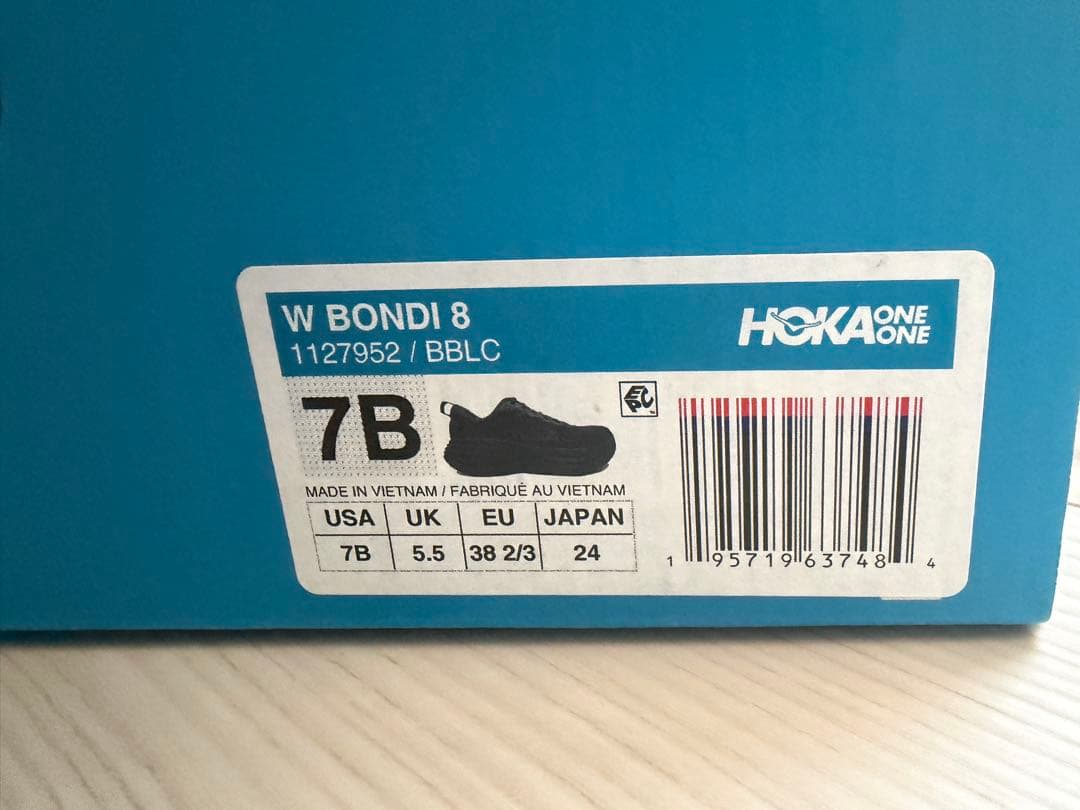 W BONDI 8
1127952 / BBLC
HOKA ONE ONE
7B
EPC
MADE IN VIETNAM / FABRIQUÉ AU VIETNAM
USA UK EU JAPAN
7B 5.5 38 2/3 24
1 95719 63748 4